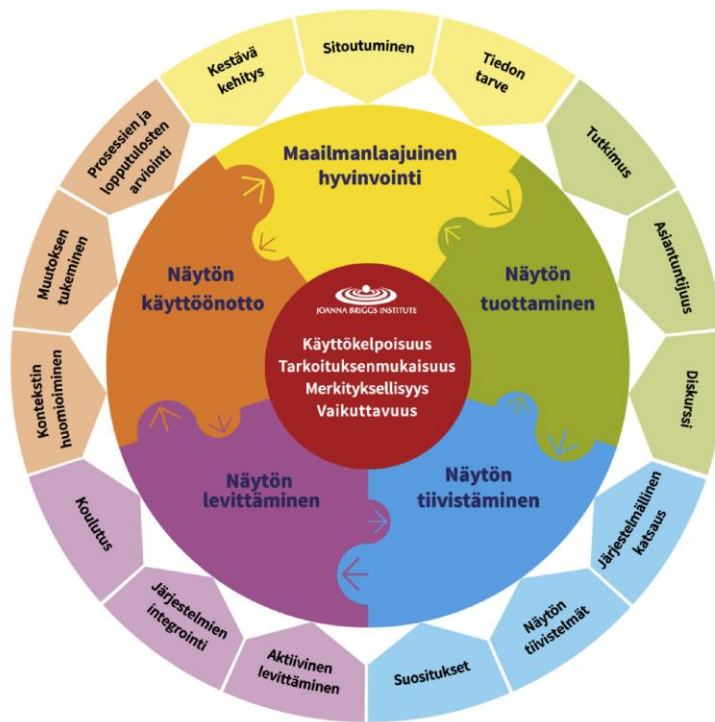 Kestävä
kehitys
Sitoutuminen
Tiedon
tarve
Tutkimus
Asiantuntijuus
Diskurssi
Järjestelmällinen
katsaus
Näytön
tiivistelmät
Suositukset
Aktiivinen
levittäminen
Järjestelmien
integrointi
Koulutus
Kontekstin
huomioiminen
Muutoksen
tukeminen
Prosessien ja
lopputulosten
arviointi
Maailmanlaajuinen
hyvinvointi
Näytön
tuottaminen
Näytön
tiivistäminen
Näytön
levittäminen
Näytön
käyttöönotto
JOANNA BRIGGS INSTITUTE
Käyttökelpoisuus
Tarkoituksenmukaisuus
Merkityksellisyys
Vaikuttavuus